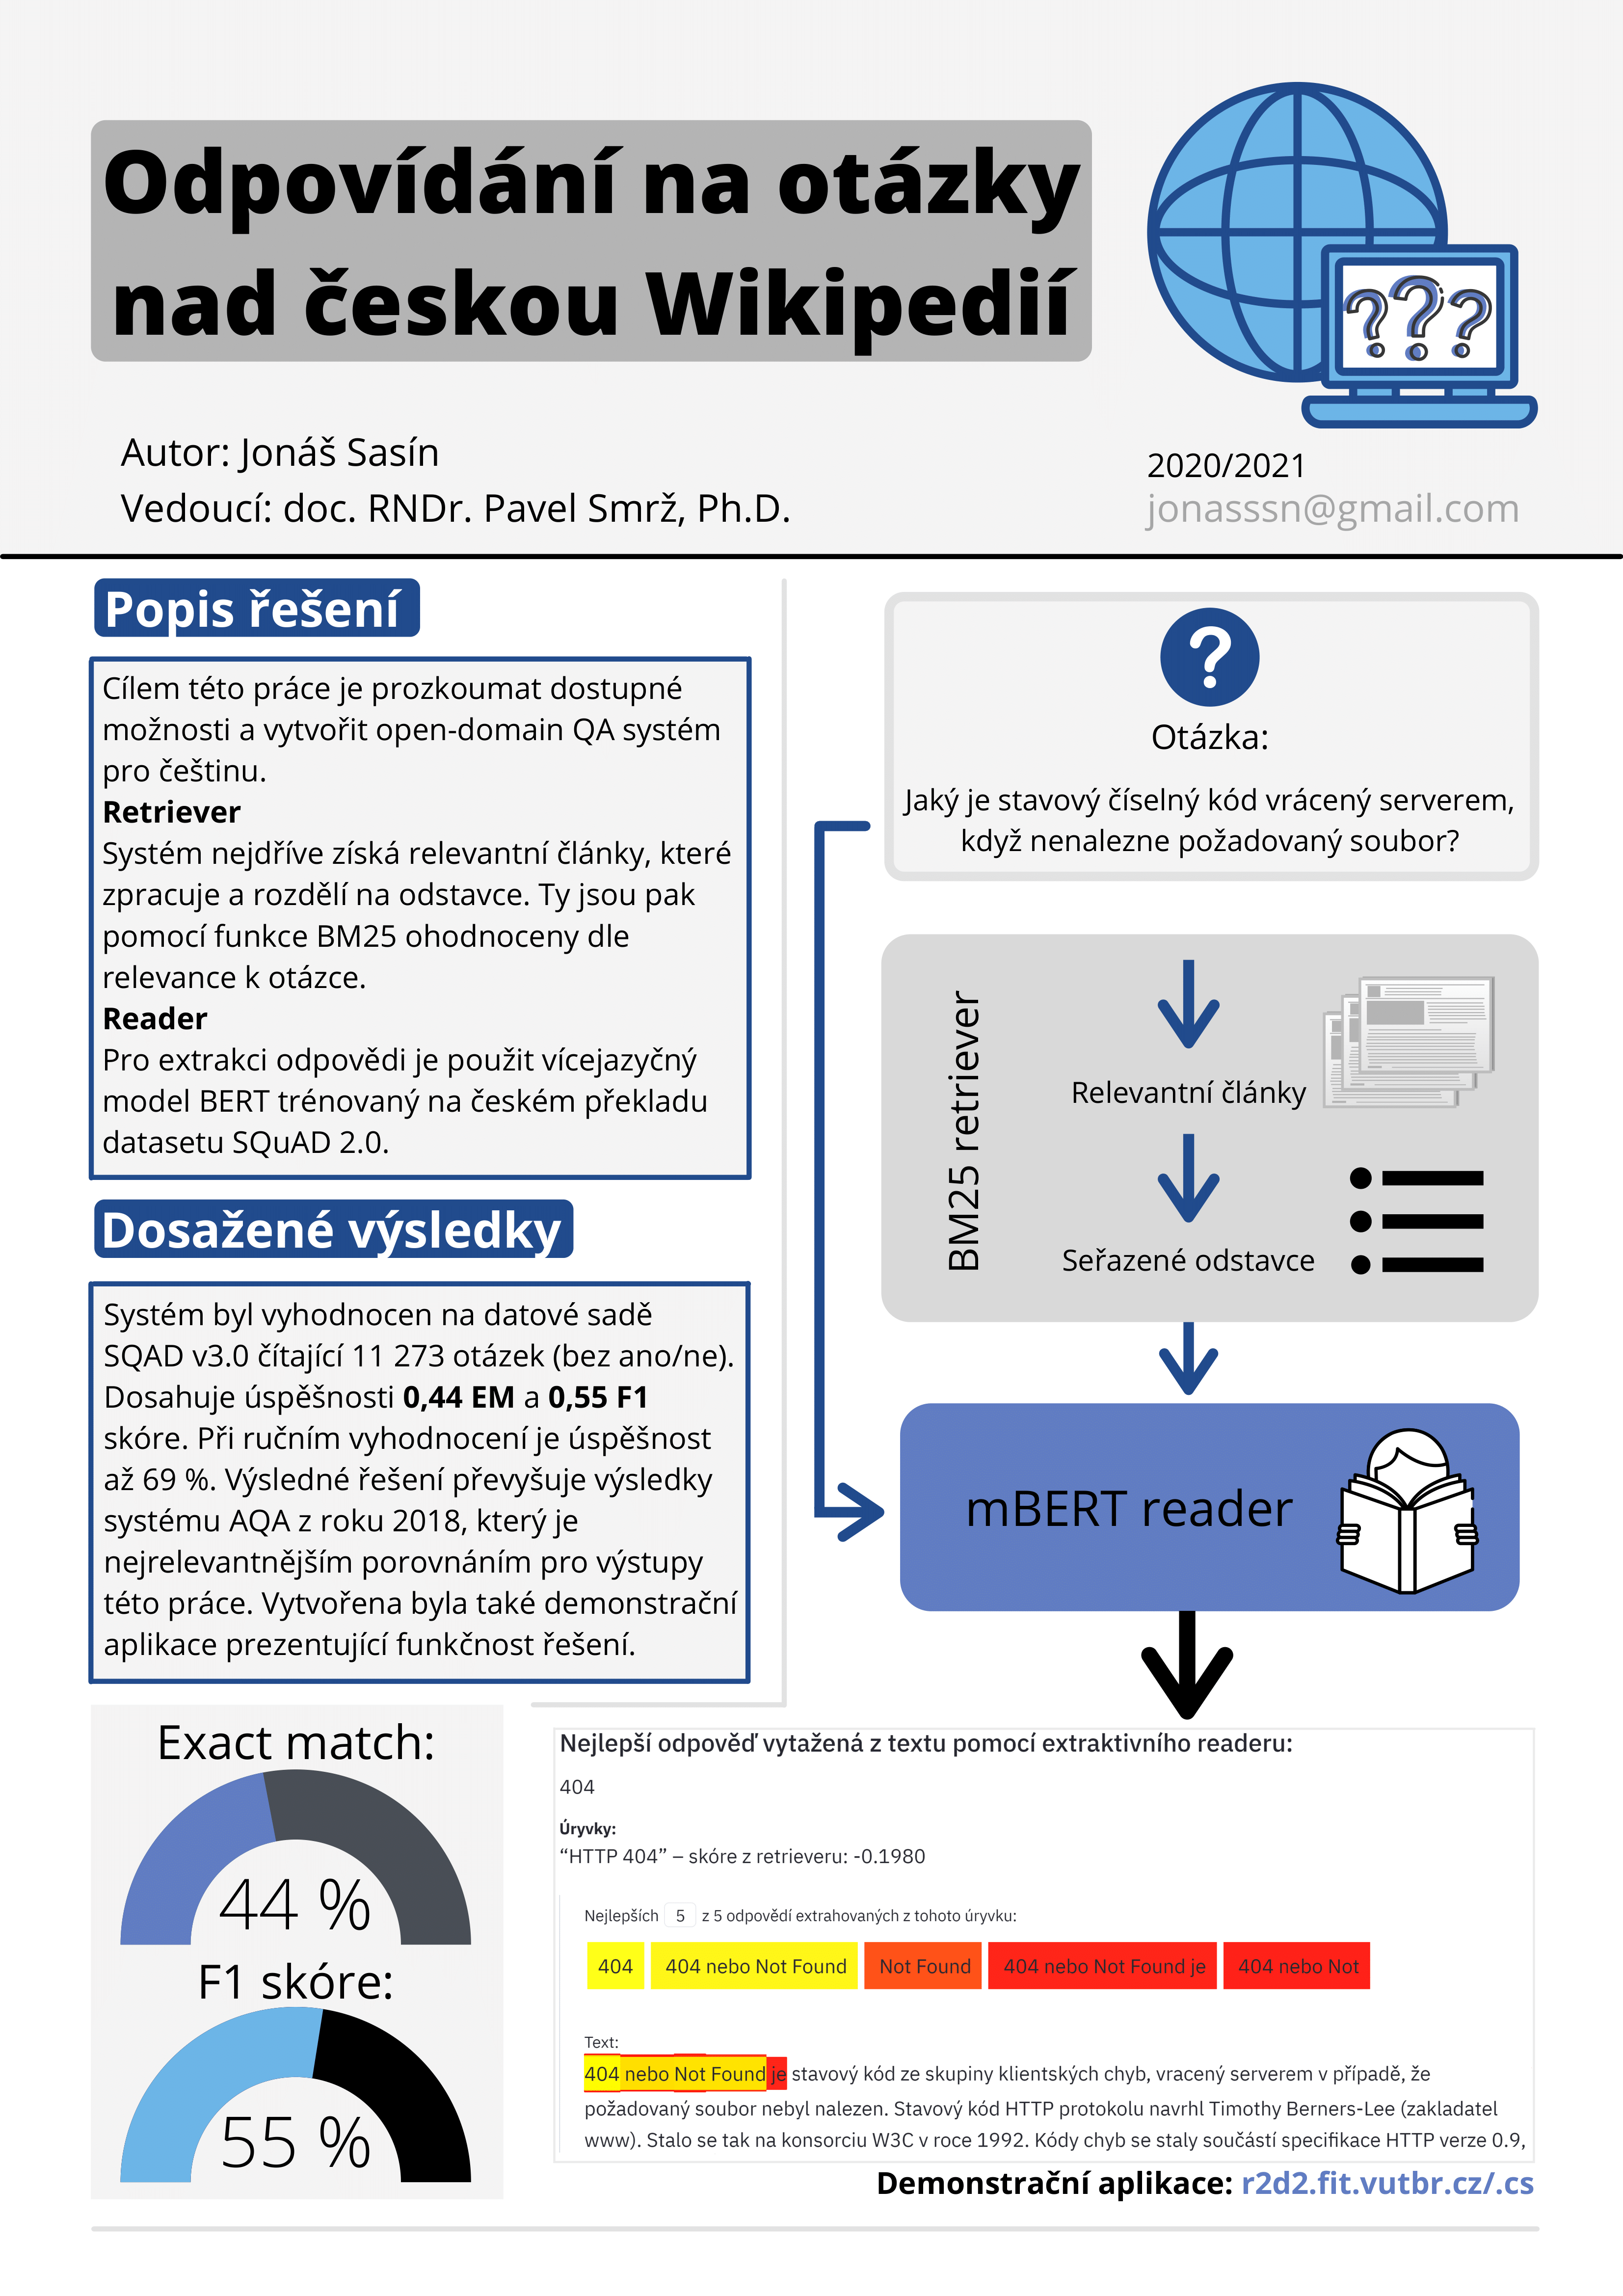 Odpovídání na otázky
nad českou Wikipedií
???
Autor: Jonáš Sasín
Vedoucí: doc. RNDr. Pavel Smrž, Ph.D.
2020/2021
jonasssn@gmail.com
Popis řešení
Cílem této práce je prozkoumat dostupné
možnosti a vytvořit open-domain QA systém
pro češtinu.
Retriever
Systém nejdříve získá relevantní články, které
zpracuje a rozdělí na odstavce. Ty jsou pak
pomocí funkce BM25 ohodnoceny dle
relevance k otázce.
Reader
Pro extrakci odpovědi je použit vícejazyčný
model BERT trénovaný na českém překladu
datasetu SQuAD 2.0.
Dosažené výsledky
Systém byl vyhodnocen na datové sadě
SQAD v3.0 čítající 11 273 otázek (bez ano/ne).
Dosahuje úspěšnosti 0,44 EM a 0,55 F1
skóre. Při ručním vyhodnocení je úspěšnost
až 69 %. Výsledné řešení převyšuje výsledky
systému AQA z roku 2018, který je
nejrelevantnějším porovnáním pro výstupy
této práce. Vytvořena byla také demonstrační
aplikace prezentující funkčnost řešení.
Exact match:
44 %
F1 skóre:
55 %
?
Otázka:
Jaký je stavový číselný kód vrácený serverem,
když nenalezne požadovaný soubor?
BM25 retriever
Relevantní články
Seřazené odstavce
mBERT reader
Nejlepší odpověď vytažená z textu pomocí extraktivního readeru:
404
Úryvky:
“HTTP 404” – skóre z retrieveru: -0.1980
Nejlepších 5 z 5 odpovědí extrahovaných z tohoto úryvku:
404 404 nebo Not Found Not Found 404 nebo Not Found je 404 nebo Not
Text:
404 nebo Not Found je stavový kód ze skupiny klientských chyb, vracený serverem v případě, že
požadovaný soubor nebyl nalezen. Stavový kód HTTP protokolu navrhl Timothy Berners-Lee (zakladatel
www). Stalo se tak na konsorciu W3C v roce 1992. Kódy chyb se staly součástí specifikace HTTP verze 0.9,
Demonstrační aplikace: r2d2.fit.vutbr.cz/.cs